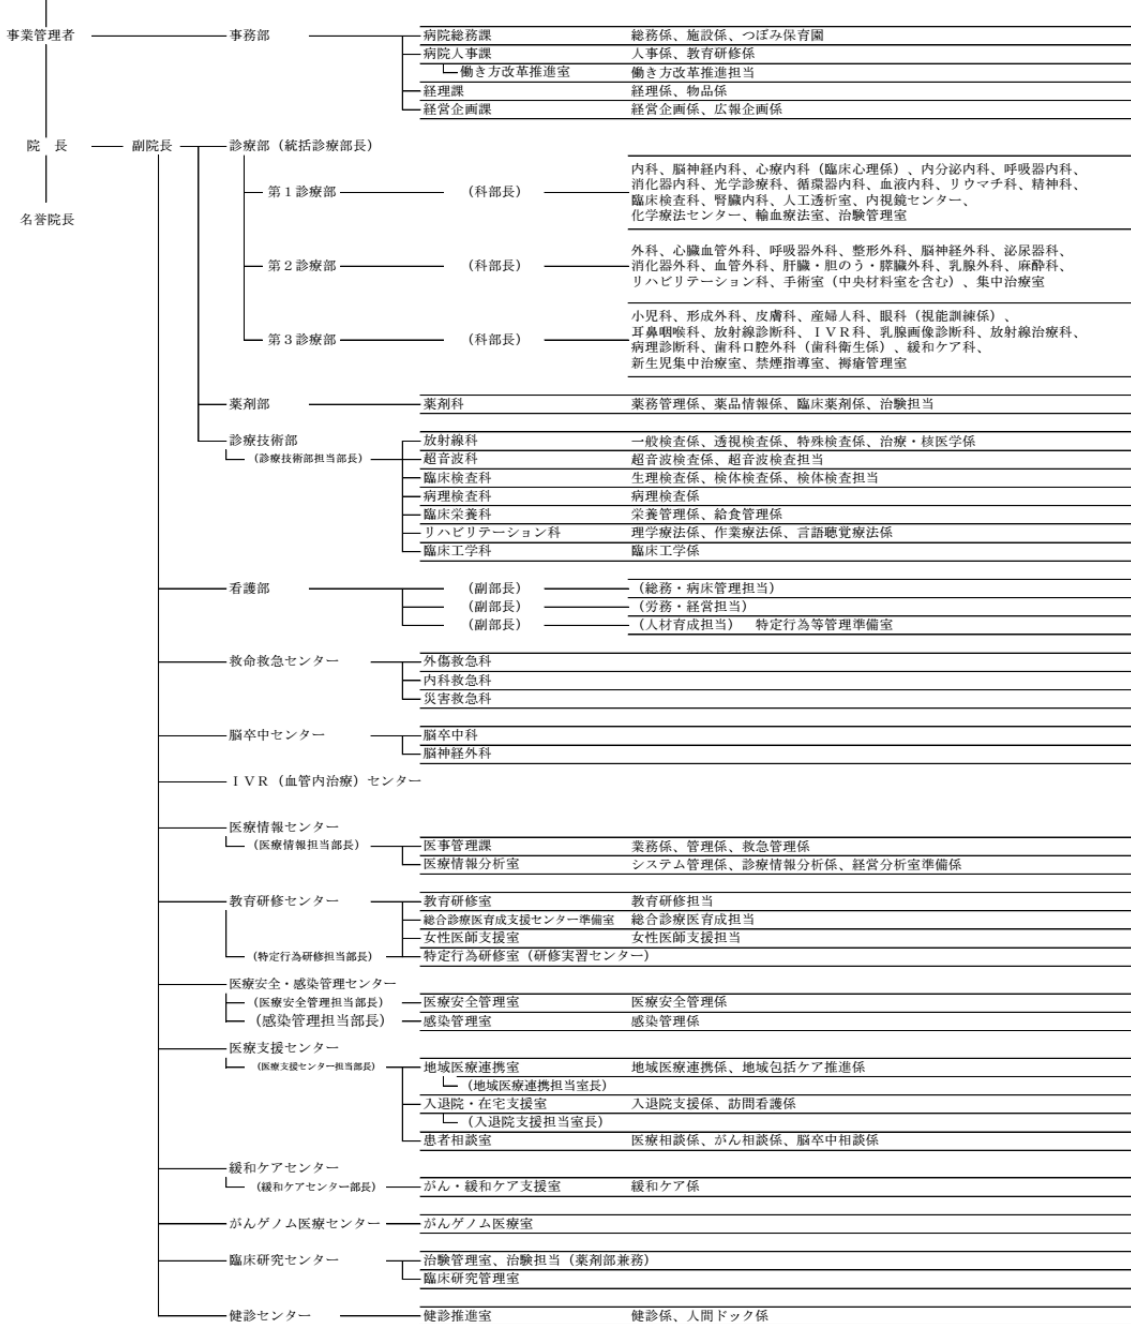 事業管理者 事務部 病院総務課 総務係、施設係、つぼみ保育園
病院人事課 人事係、教育研修係
働き方改革推進室 働き方改革推進担当
経理課 経理係、物品係
経営企画課 経営企画係、広報企画係
院 長 副院長 診療部（統括診療部長）
内科、脳神経内科、心療内科（臨床心理係）、内分泌内科、呼吸器内科、
第１診療部 （科部長） 消化器内科、光学診療科、循環器内科、血液内科、リウマチ科、精神科、
臨床検査科、腎臓内科、人工透析室、内視鏡センター、
名誉院長 化学療法センター、輸血療法室、治験管理室
外科、心臓血管外科、呼吸器外科、整形外科、脳神経外科、泌尿器科、
第２診療部 （科部長） 消化器外科、血管外科、肝臓・胆のう・膵臓外科、乳腺外科、麻酔科、
リハビリテーション科、手術室（中央材料室を含む）、集中治療室
小児科、形成外科、皮膚科、産婦人科、眼科（視能訓練係）、
耳鼻咽喉科、放射線診断科、ＩＶＲ科、乳腺画像診断科、放射線治療科、
第３診療部 （科部長） 病理診断科、歯科口腔外科（歯科衛生係）、緩和ケア科、
新生児集中治療室、禁煙指導室、褥瘡管理室
薬剤部 薬剤科 薬務管理係、薬品情報係、臨床薬剤係、治験担当
診療技術部 放射線科 一般検査係、透視検査係、特殊検査係、治療・核医学係
（診療技術部担当部長） 超音波科 超音波検査係、超音波検査担当
臨床検査科 生理検査係、検体検査係、検体検査担当
病理検査科 病理検査係
臨床栄養科 栄養管理係、給食管理係
リハビリテーション科 理学療法係、作業療法係、言語聴覚療法係
臨床工学科 臨床工学係
看護部 （副部長） （総務・病床管理担当）
（副部長） （労務・経営担当）
（副部長） （人材育成担当） 特定行為等管理準備室
救命救急センター 外傷救急科
内科救急科
災害救急科
脳卒中センター 脳卒中科
脳神経外科
ＩＶＲ（血管内治療）センター
医療情報センター
（医療情報担当部長） 医事管理課 業務係、管理係、救急管理係
医療情報分析室 システム管理係、診療情報分析係、経営分析室準備係
教育研修センター 教育研修室 教育研修担当
総合診療医育成支援センター準備室 総合診療医育成担当
女性医師支援室 女性医師支援担当
（特定行為研修担当部長） 特定行為研修室（研修実習センター）
医療安全・感染管理センター
（医療安全管理担当部長） 医療安全管理室 医療安全管理係
（感染管理担当部長） 感染管理室 感染管理係
医療支援センター
（医療支援センター担当部長） 地域医療連携室 地域医療連携係、地域包括ケア推進係
（地域医療連携担当室長）
入退院・在宅支援室 入退院支援係、訪問看護係
（入退院支援担当室長）
患者相談室 医療相談係、がん相談係、脳卒中相談係
緩和ケアセンター
（緩和ケアセンター部長） がん・緩和ケア支援室 緩和ケア係
がんゲノム医療センター がんゲノム医療室
臨床研究センター 治験管理室、治験担当（薬剤部兼務）
臨床研究管理室
健診センター 健診推進室 健診係、人間ドック係